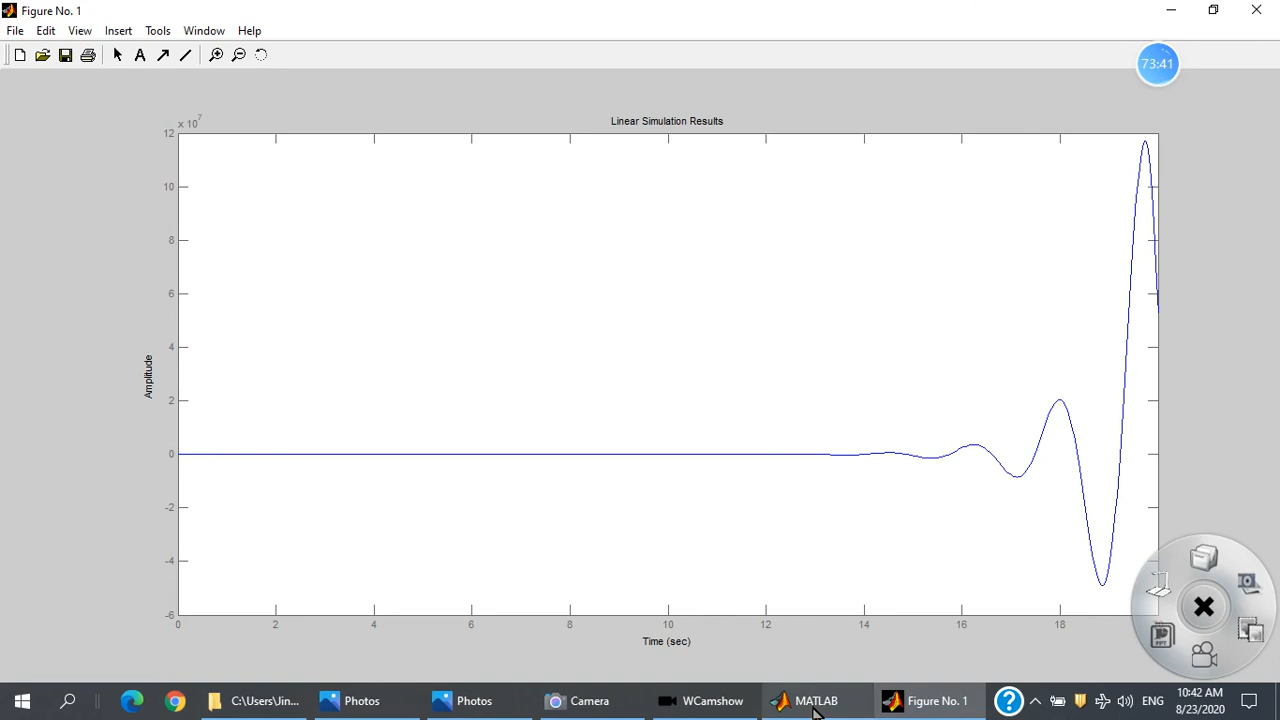 Figure No. 1
File Edit View Insert Tools Window Help
73:41
Linear Simulation Results
x 10^7
12
10
8
6
4
2
0
-2
-4
-6
Amplitude
0 2 4 6 8 10 12 14 16 18
Time (sec)
PPT
C:\Users\Jin... Photos Photos Camera WCamshow MATLAB Figure No. 1 ENG
10:42 AM
8/23/2020